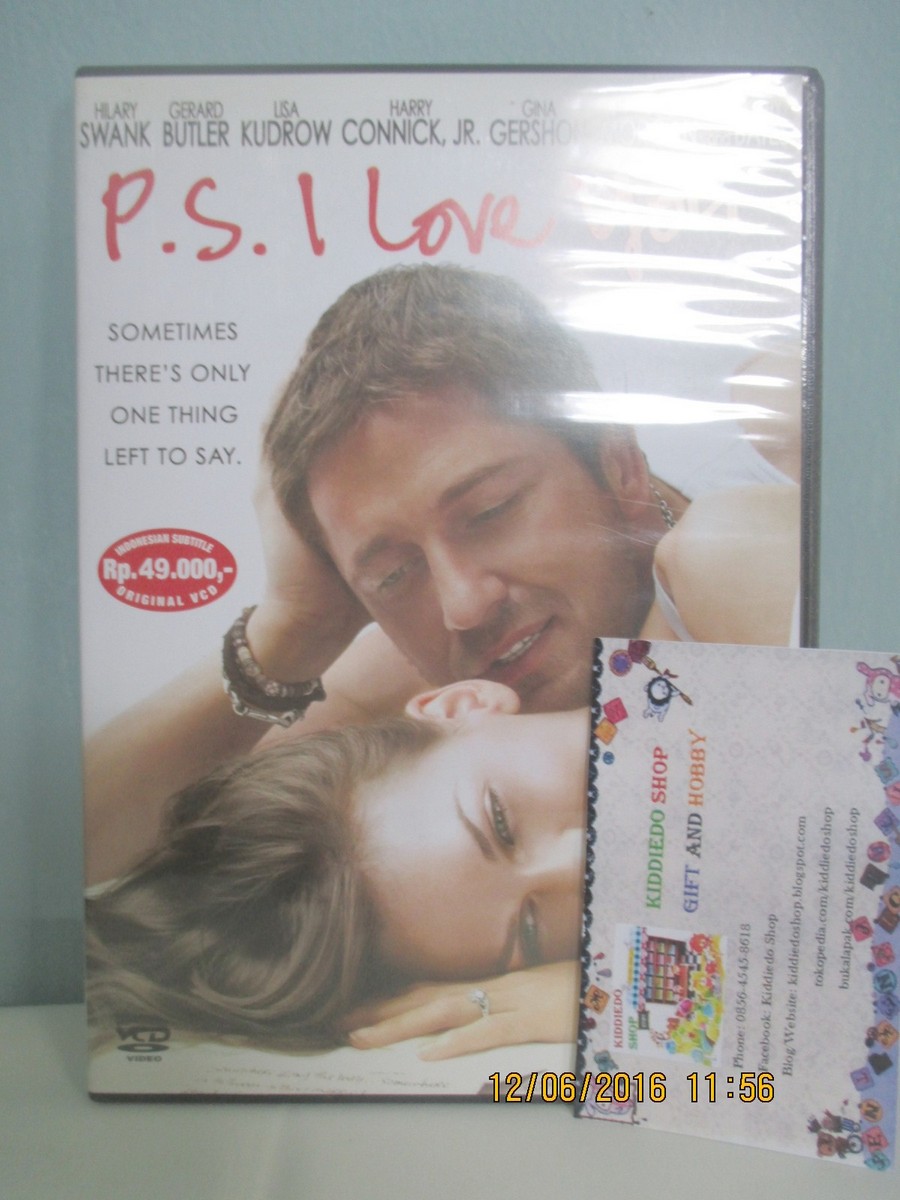 HILARY GERARD LISA HARRY GINA
SWANK BUTLER KUDROW CONNICK, JR. GERSHON
P.S. I Love You
SOMETIMES
THERE'S ONLY
ONE THING
LEFT TO SAY.
INDONESIAN SUBTITLE
Rp.49.000,-
ORIGINAL VCD
VCD
VIDEO
KIDDIEDO SHOP
GIFT AND HOBBY
KIDDIEDO
SHOP
Phone: 0856-4545-8618
Facebook: Kiddiedo Shop
Blog/Website: kiddiedoshop.blogspot.com
tokopedia.com/kiddiedoshop
bukalapak.com/kiddiedoshop
12/06/2016 11:56